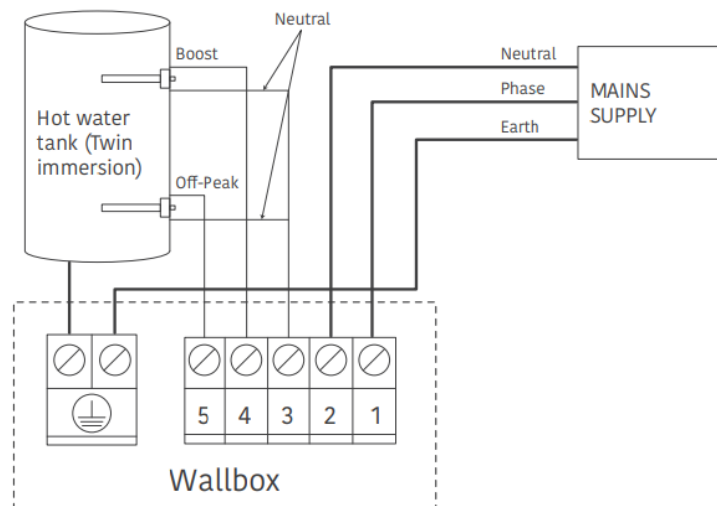 Neutral
Boost
Hot water
tank (Twin
immersion)
Off-Peak
Neutral
Phase
Earth
MAINS
SUPPLY
5 4 3 2 1
Wallbox